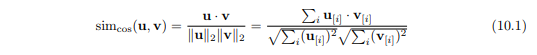 sim_cos(u, v) = u · v / ‖u‖₂‖v‖₂ = ∑_i u_[i] · v_[i] / √∑_i(u_[i])² √∑_i(v_[i])² (10.1)